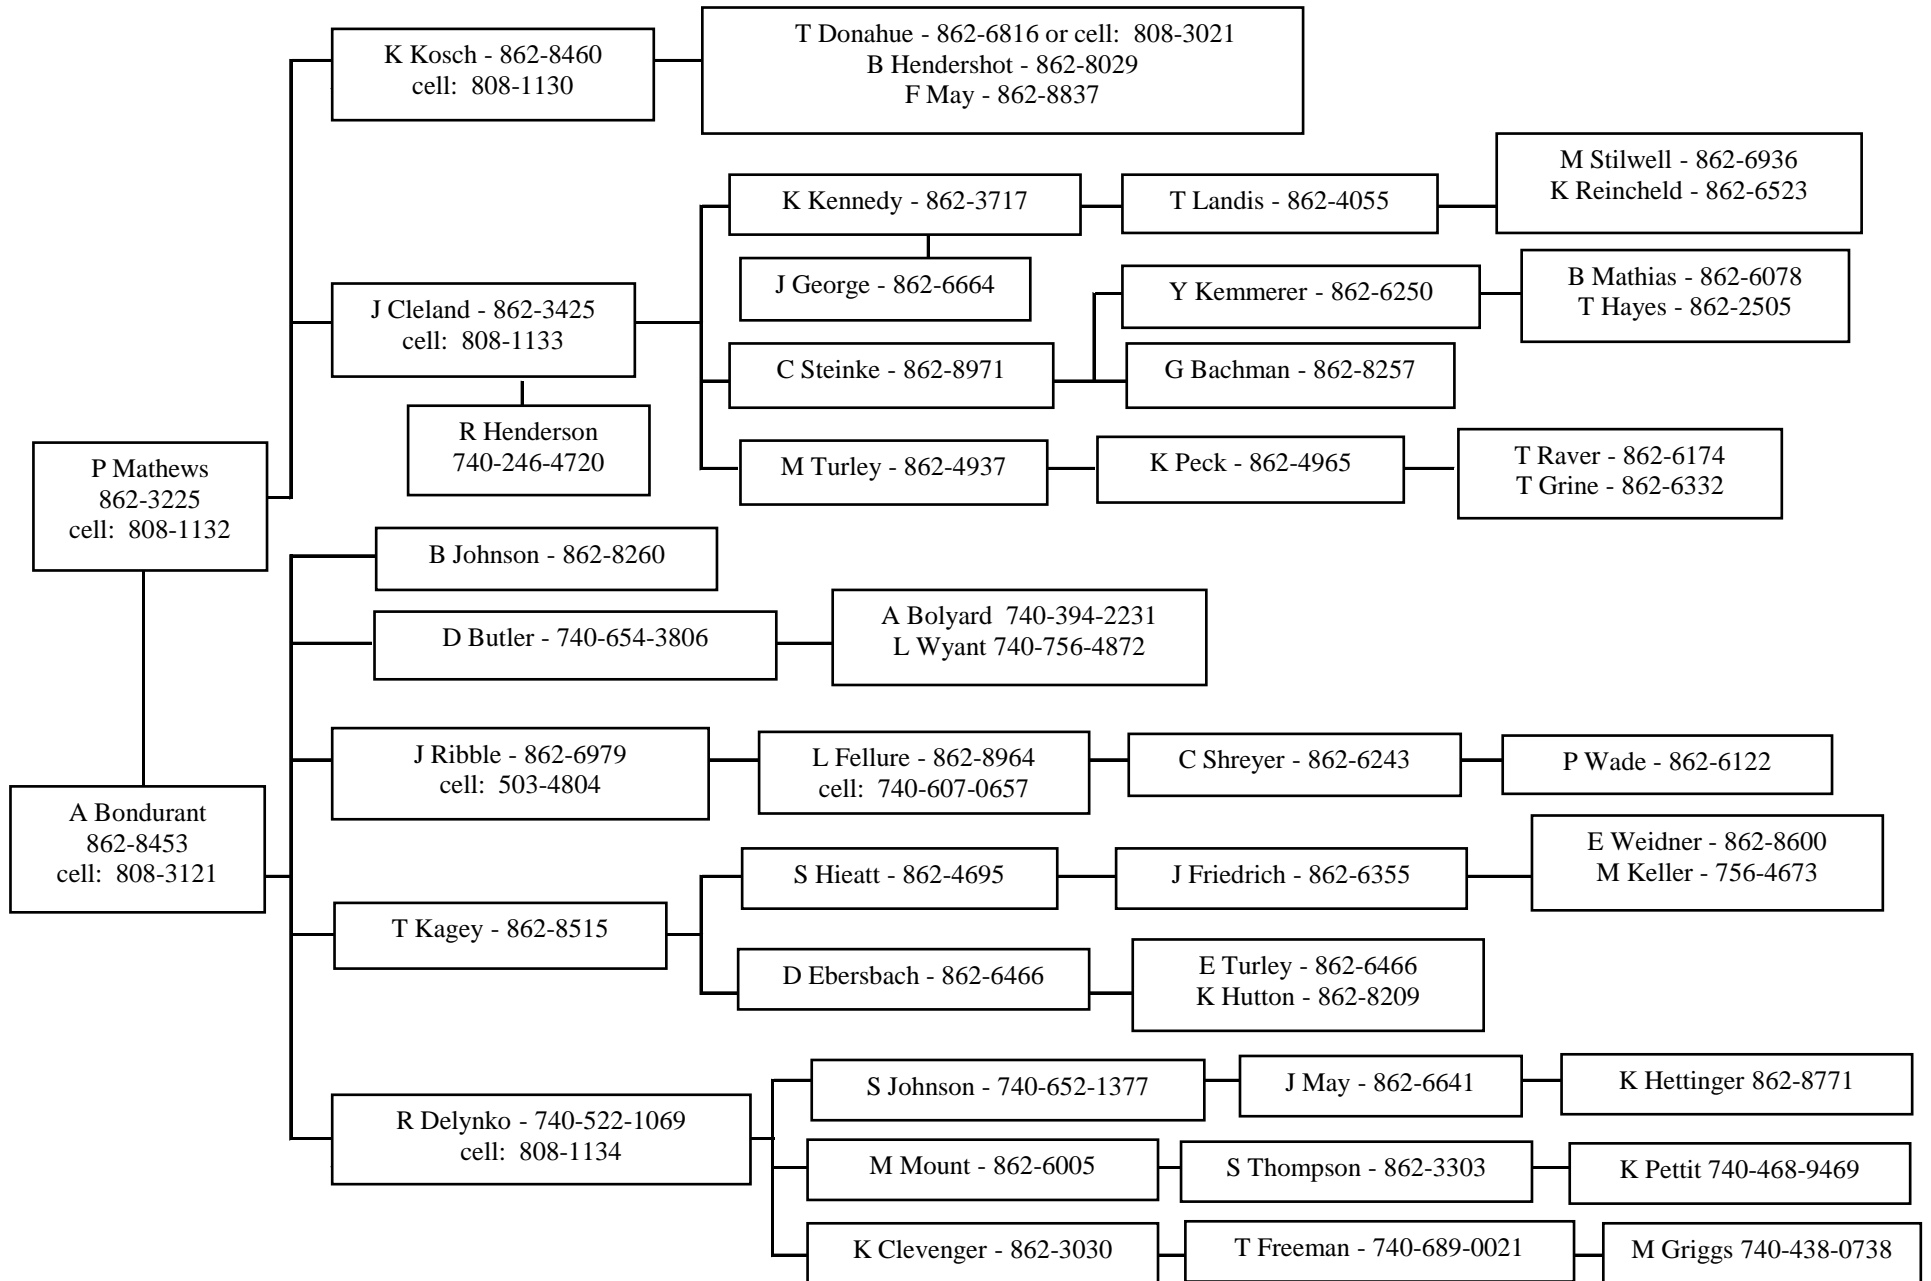 K Kosch - 862-8460
cell:  808-1130
T Donahue - 862-6816 or cell:  808-3021
B Hendershot - 862-8029
F May - 862-8837
M Stilwell - 862-6936
K Reincheld - 862-6523
K Kennedy - 862-3717
T Landis - 862-4055
J George - 862-6664
Y Kemmerer - 862-6250
B Mathias - 862-6078
T Hayes - 862-2505
J Cleland - 862-3425
cell:  808-1133
C Steinke - 862-8971
G Bachman - 862-8257
R Henderson
740-246-4720
M Turley - 862-4937
K Peck - 862-4965
T Raver - 862-6174
T Grine - 862-6332
P Mathews
862-3225
cell:  808-1132
B Johnson - 862-8260
D Butler - 740-654-3806
A Bolyard  740-394-2231
L Wyant 740-756-4872
J Ribble - 862-6979
cell:  503-4804
L Fellure - 862-8964
cell:  740-607-0657
C Shreyer - 862-6243
P Wade - 862-6122
A Bondurant
862-8453
cell:  808-3121
S Hieatt - 862-4695
J Friedrich - 862-6355
E Weidner - 862-8600
M Keller - 756-4673
T Kagey - 862-8515
D Ebersbach - 862-6466
E Turley - 862-6466
K Hutton - 862-8209
R Delynko - 740-522-1069
cell:  808-1134
S Johnson - 740-652-1377
J May - 862-6641
K Hettinger 862-8771
M Mount - 862-6005
S Thompson - 862-3303
K Pettit 740-468-9469
K Clevenger - 862-3030
T Freeman - 740-689-0021
M Griggs 740-438-0738